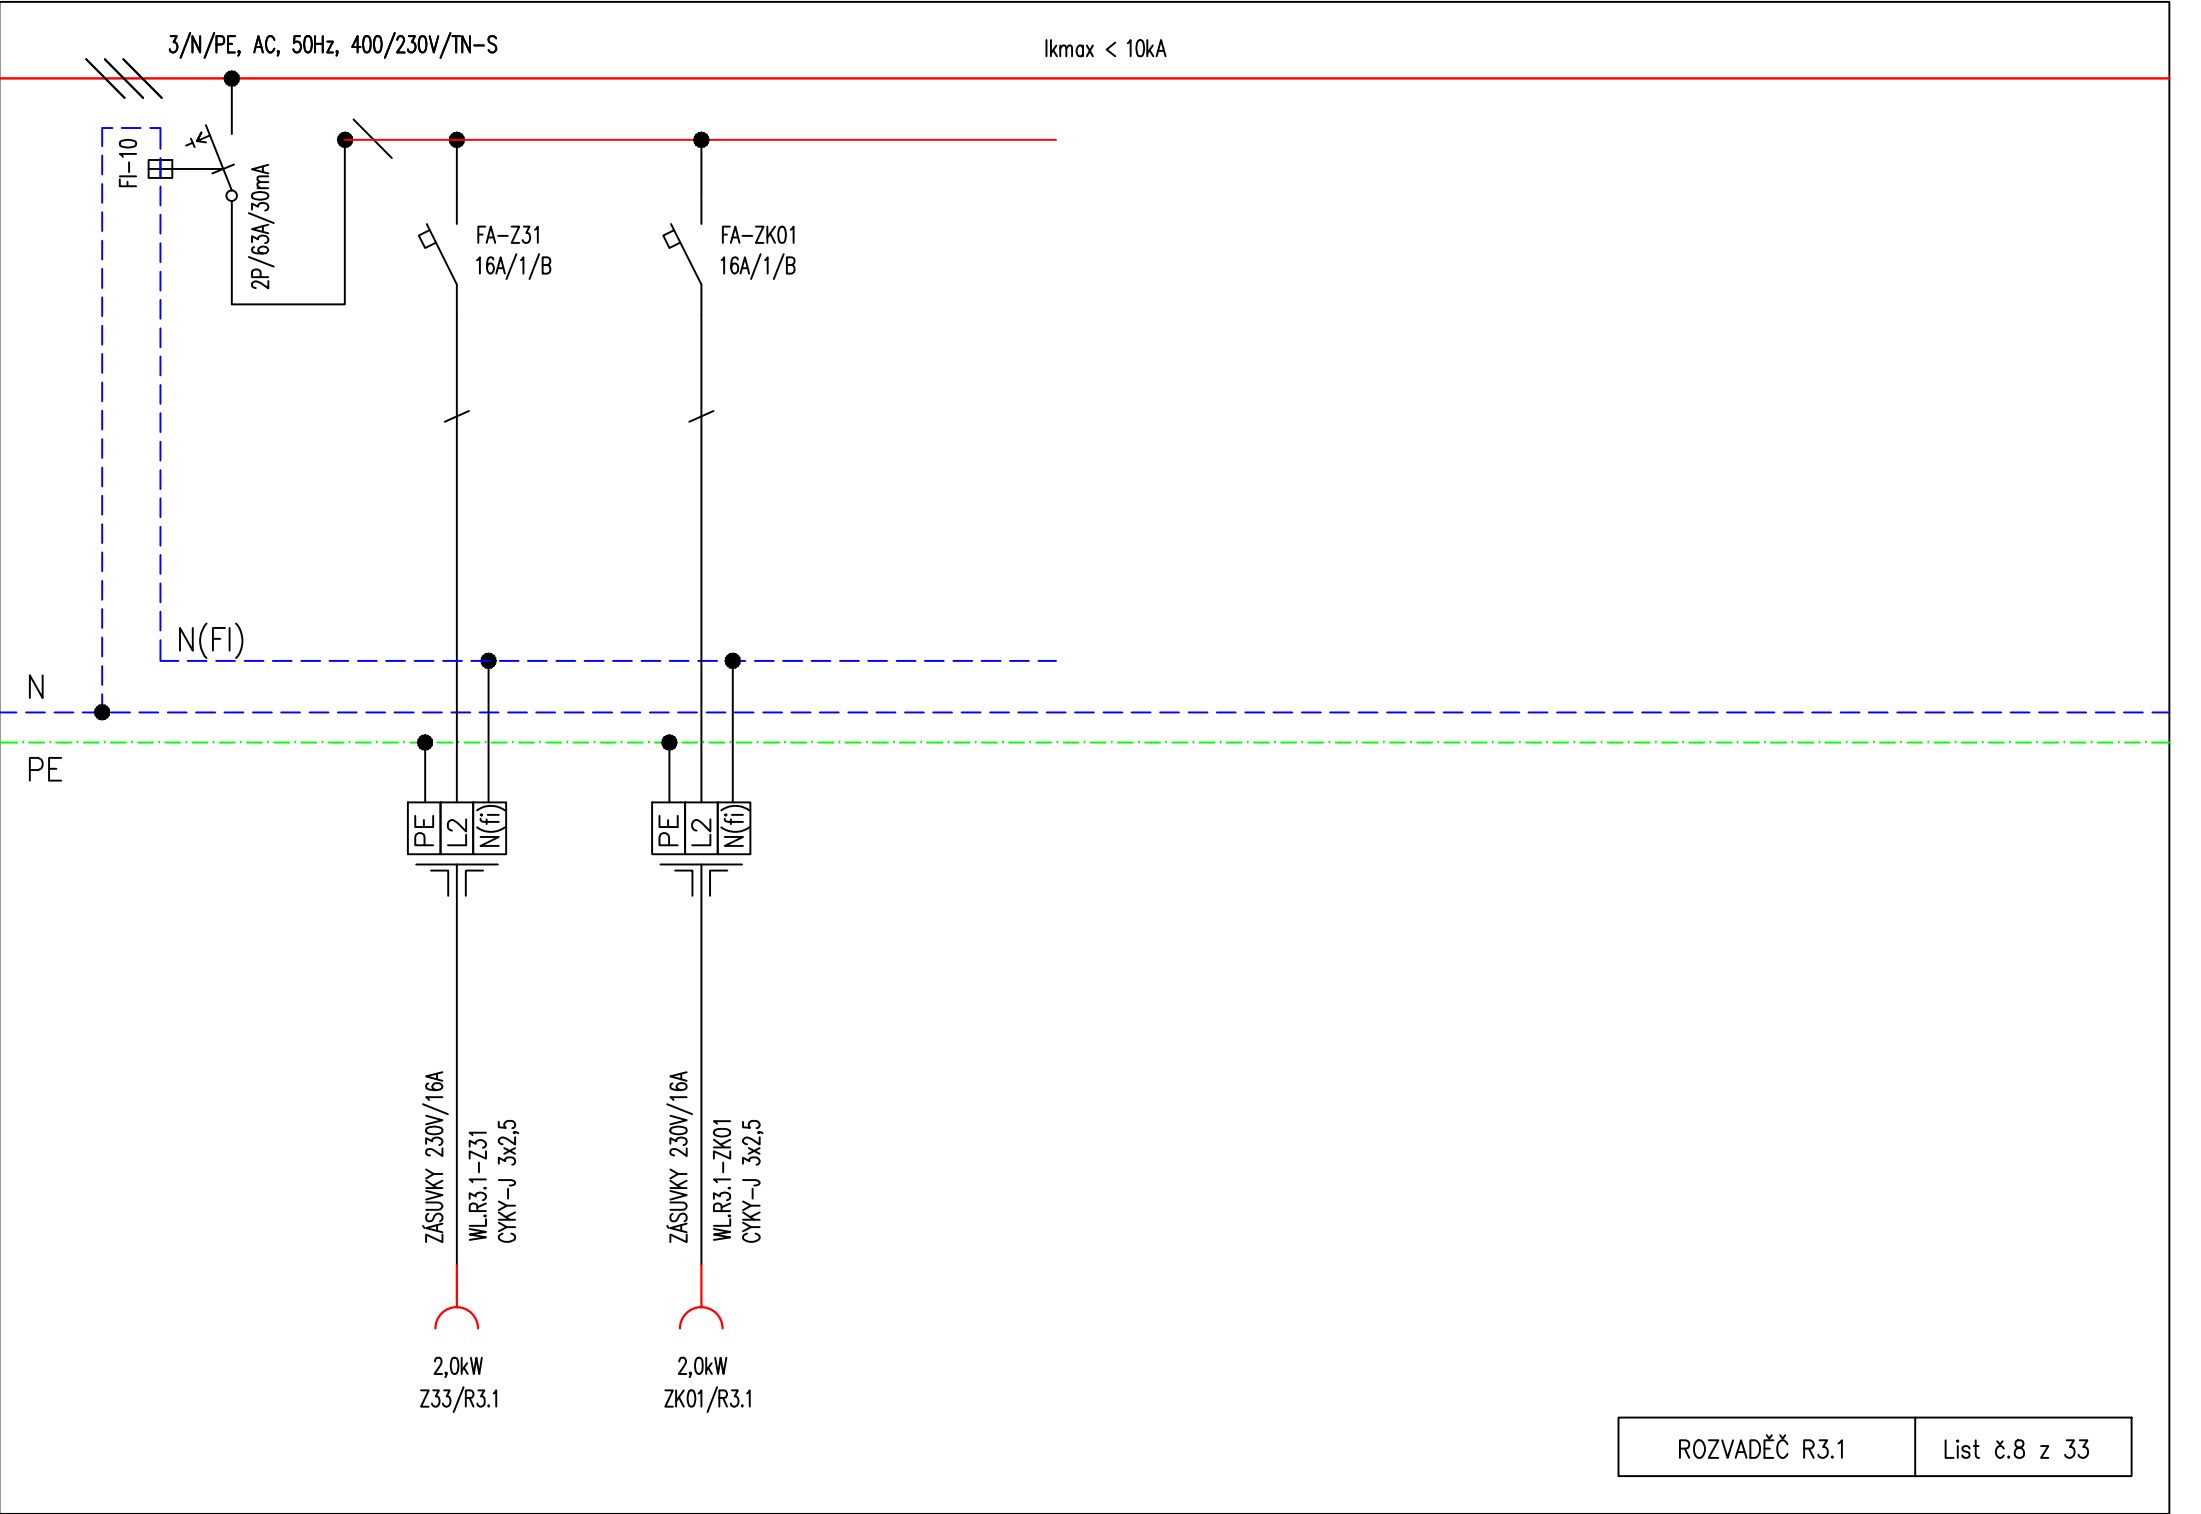 3/N/PE, AC, 50Hz, 400/230V/TN-S
Ikmax < 10kA
FI-10
2P/63A/30mA
FA-Z31
16A/1/B
FA-ZK01
16A/1/B
N(FI)
N
PE
PE
L2
N(fi)
PE
L2
N(fi)
ZÁSUVKY 230V/16A
WL.R3.1-Z31
CYKY-J 3x2,5
ZÁSUVKY 230V/16A
WL.R3.1-ZK01
CYKY-J 3x2,5
2,0kW
Z33/R3.1
2,0kW
ZK01/R3.1
ROZVADĚČ R3.1
List č.8 z 33